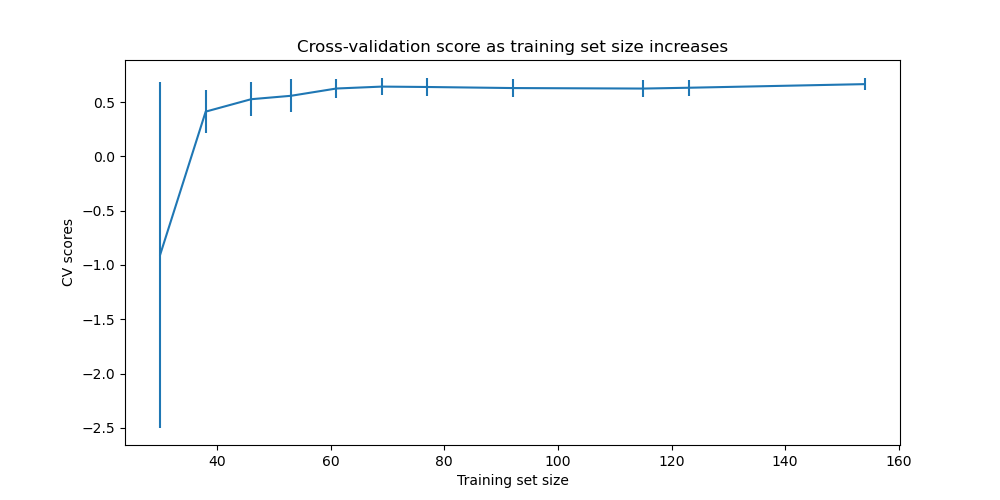 Cross-validation score as training set size increases
CV scores
0.5
0.0
−0.5
−1.0
−1.5
−2.0
−2.5
40 60 80 100 120 140 160
Training set size